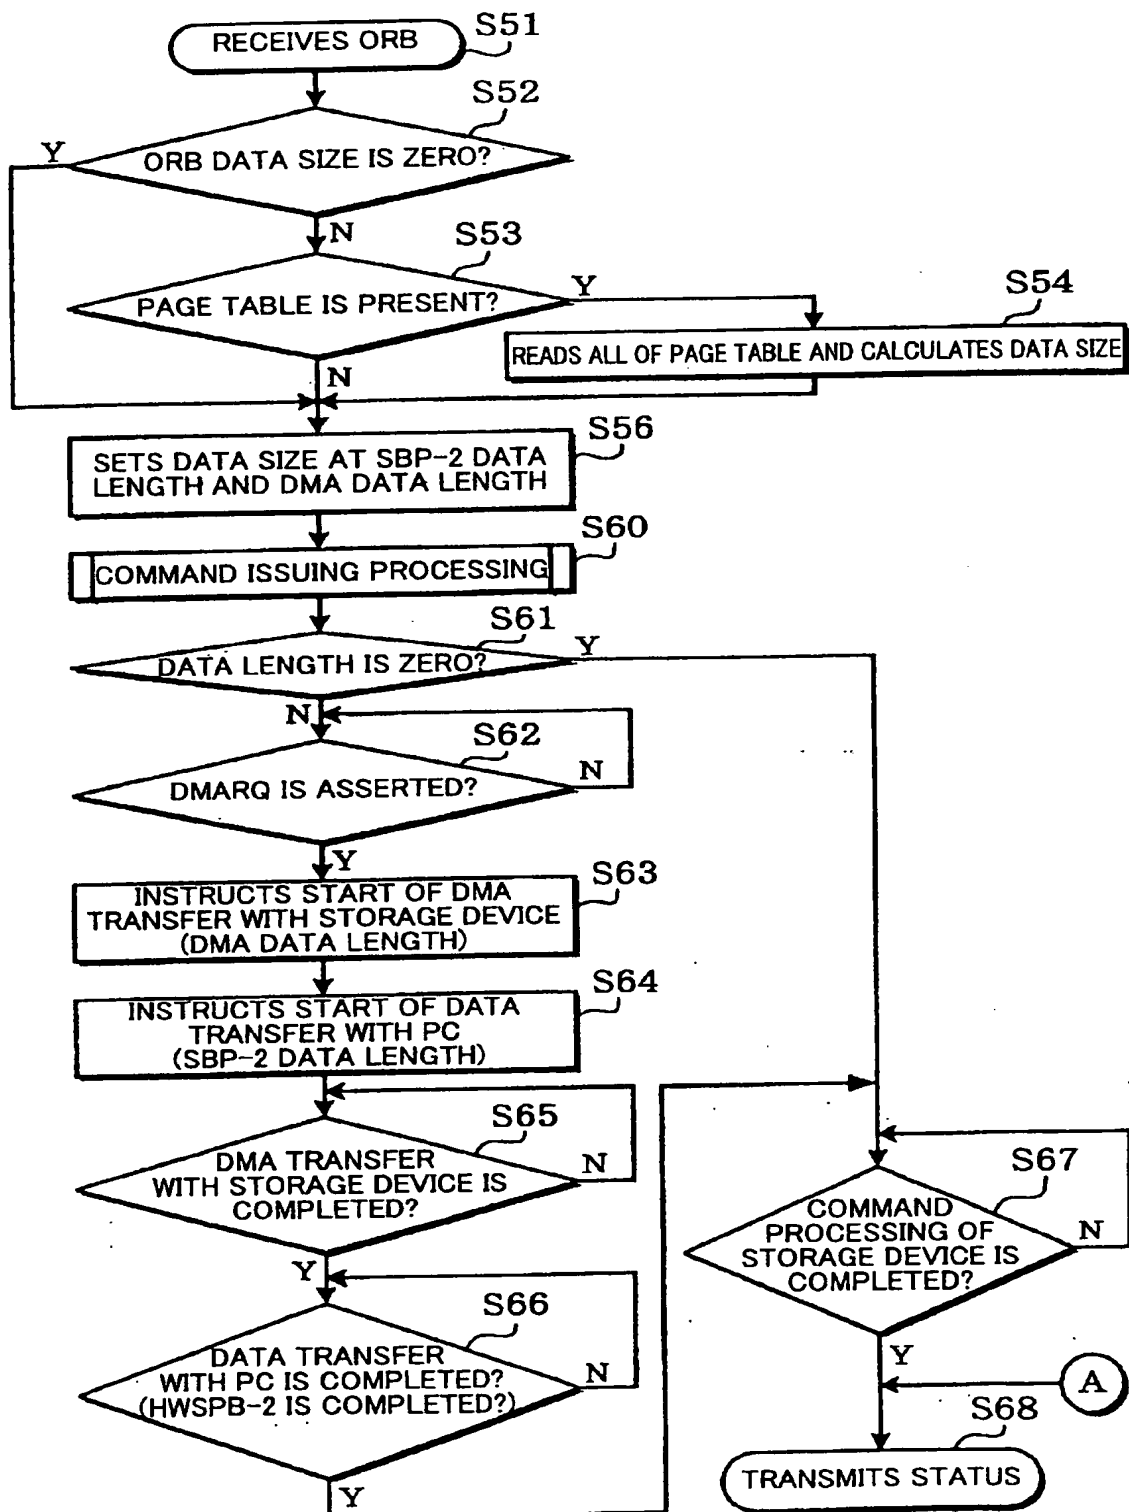 RECEIVES ORB
S51
S52
ORB DATA SIZE IS ZERO?
Y
N
S53
PAGE TABLE IS PRESENT?
Y
N
S54
READS ALL OF PAGE TABLE AND CALCULATES DATA SIZE
S56
SETS DATA SIZE AT SBP-2 DATA
LENGTH AND DMA DATA LENGTH
S60
COMMAND ISSUING PROCESSING
S61
DATA LENGTH IS ZERO?
Y
N
S62
DMARQ IS ASSERTED?
N
Y
S63
INSTRUCTS START OF DMA
TRANSFER WITH STORAGE DEVICE
(DMA DATA LENGTH)
S64
INSTRUCTS START OF DATA
TRANSFER WITH PC
(SBP-2 DATA LENGTH)
S65
DMA TRANSFER
WITH STORAGE DEVICE IS
COMPLETED?
N
Y
S66
DATA TRANSFER
WITH PC IS COMPLETED?
(HWSPB-2 IS COMPLETED?)
N
Y
S67
COMMAND
PROCESSING OF
STORAGE DEVICE IS
COMPLETED?
N
Y
A
S68
TRANSMITS STATUS